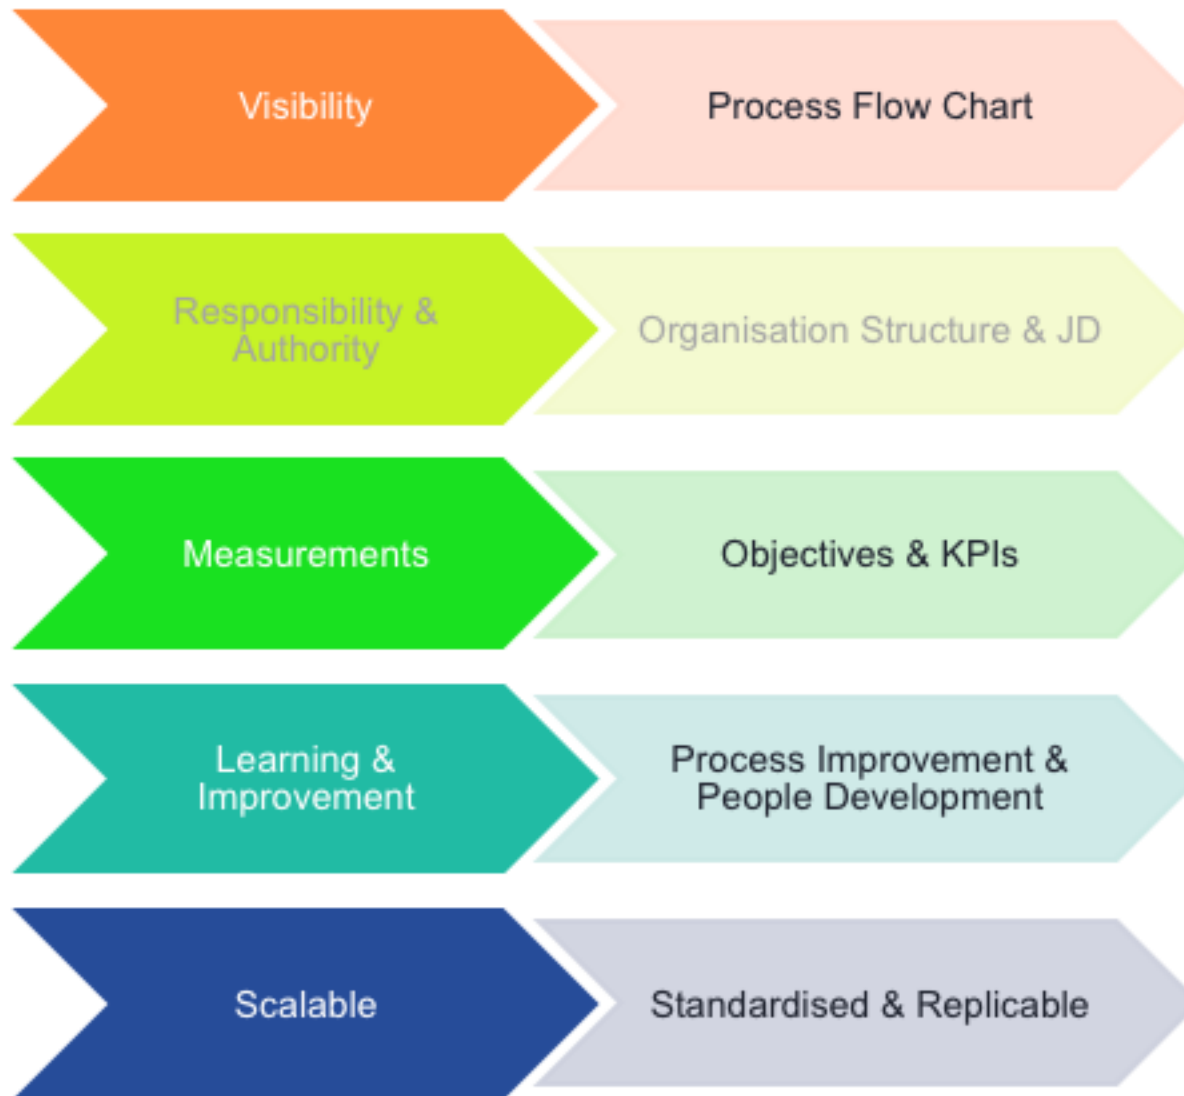 Visibility
Process Flow Chart
Responsibility &
Authority
Organisation Structure & JD
Measurements
Objectives & KPIs
Learning &
Improvement
Process Improvement &
People Development
Scalable
Standardised & Replicable